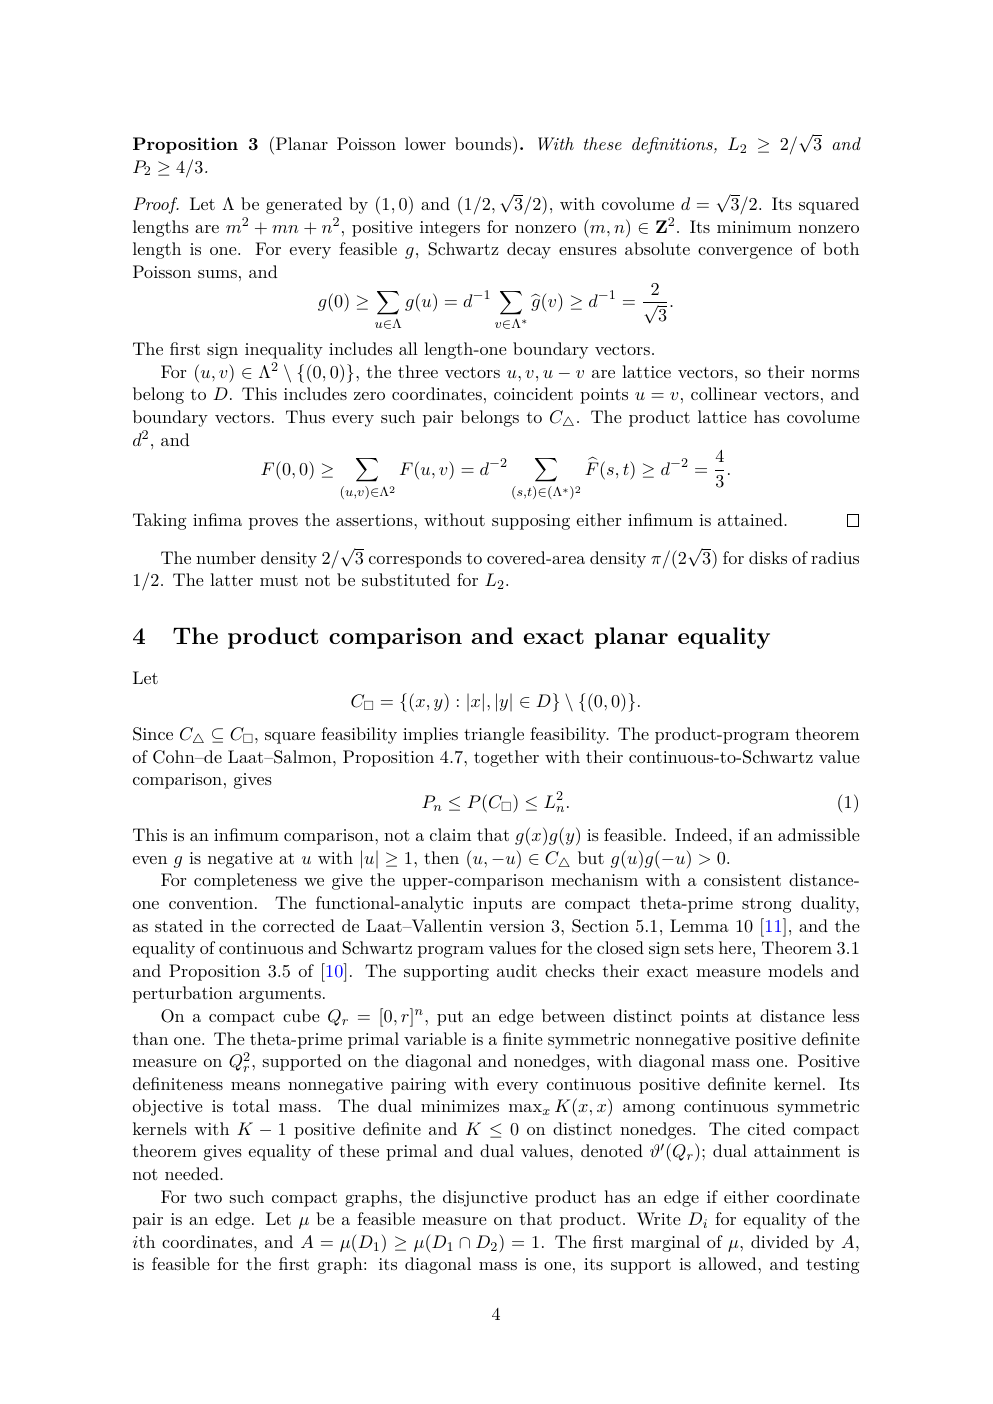 Proposition 3 (Planar Poisson lower bounds). With these definitions, L₂ ≥ 2/√3 and
P₂ ≥ 4/3.
Proof. Let Λ be generated by (1, 0) and (1/2, √3/2), with covolume d = √3/2. Its squared
lengths are m² + mn + n², positive integers for nonzero (m, n) ∈ Z². Its minimum nonzero
length is one. For every feasible g, Schwartz decay ensures absolute convergence of both
Poisson sums, and
g(0) ≥ ∑_{u∈Λ} g(u) = d⁻¹ ∑_{v∈Λ*} ĝ(v) ≥ d⁻¹ = 2/√3.
The first sign inequality includes all length-one boundary vectors.
For (u, v) ∈ Λ² \ {(0, 0)}, the three vectors u, v, u − v are lattice vectors, so their norms
belong to D. This includes zero coordinates, coincident points u = v, collinear vectors, and
boundary vectors. Thus every such pair belongs to C_△. The product lattice has covolume
d², and
F(0, 0) ≥ ∑_{(u,v)∈Λ²} F(u, v) = d⁻² ∑_{(s,t)∈(Λ*)²} F̂(s, t) ≥ d⁻² = 4/3.
Taking infima proves the assertions, without supposing either infimum is attained. □
The number density 2/√3 corresponds to covered-area density π/(2√3) for disks of radius
1/2. The latter must not be substituted for L₂.
4 The product comparison and exact planar equality
Let
C_□ = {(x, y) : |x|, |y| ∈ D} \ {(0, 0)}.
Since C_△ ⊆ C_□, square feasibility implies triangle feasibility. The product-program theorem
of Cohn–de Laat–Salmon, Proposition 4.7, together with their continuous-to-Schwartz value
comparison, gives
Pₙ ≤ P(C_□) ≤ Lₙ². (1)
This is an infimum comparison, not a claim that g(x)g(y) is feasible. Indeed, if an admissible
even g is negative at u with |u| ≥ 1, then (u, −u) ∈ C_△ but g(u)g(−u) > 0.
For completeness we give the upper-comparison mechanism with a consistent distance-
one convention. The functional-analytic inputs are compact theta-prime strong duality,
as stated in the corrected de Laat–Vallentin version 3, Section 5.1, Lemma 10 [11], and the
equality of continuous and Schwartz program values for the closed sign sets here, Theorem 3.1
and Proposition 3.5 of [10]. The supporting audit checks their exact measure models and
perturbation arguments.
On a compact cube Qᵣ = [0, r]ⁿ, put an edge between distinct points at distance less
than one. The theta-prime primal variable is a finite symmetric nonnegative positive definite
measure on Qᵣ², supported on the diagonal and nonedges, with diagonal mass one. Positive
definiteness means nonnegative pairing with every continuous positive definite kernel. Its
objective is total mass. The dual minimizes maxₓ K(x, x) among continuous symmetric
kernels with K − 1 positive definite and K ≤ 0 on distinct nonedges. The cited compact
theorem gives equality of these primal and dual values, denoted ϑ′(Qᵣ); dual attainment is
not needed.
For two such compact graphs, the disjunctive product has an edge if either coordinate
pair is an edge. Let μ be a feasible measure on that product. Write Dᵢ for equality of the
ith coordinates, and A = μ(D₁) ≥ μ(D₁ ∩ D₂) = 1. The first marginal of μ, divided by A,
is feasible for the first graph: its diagonal mass is one, its support is allowed, and testing
4